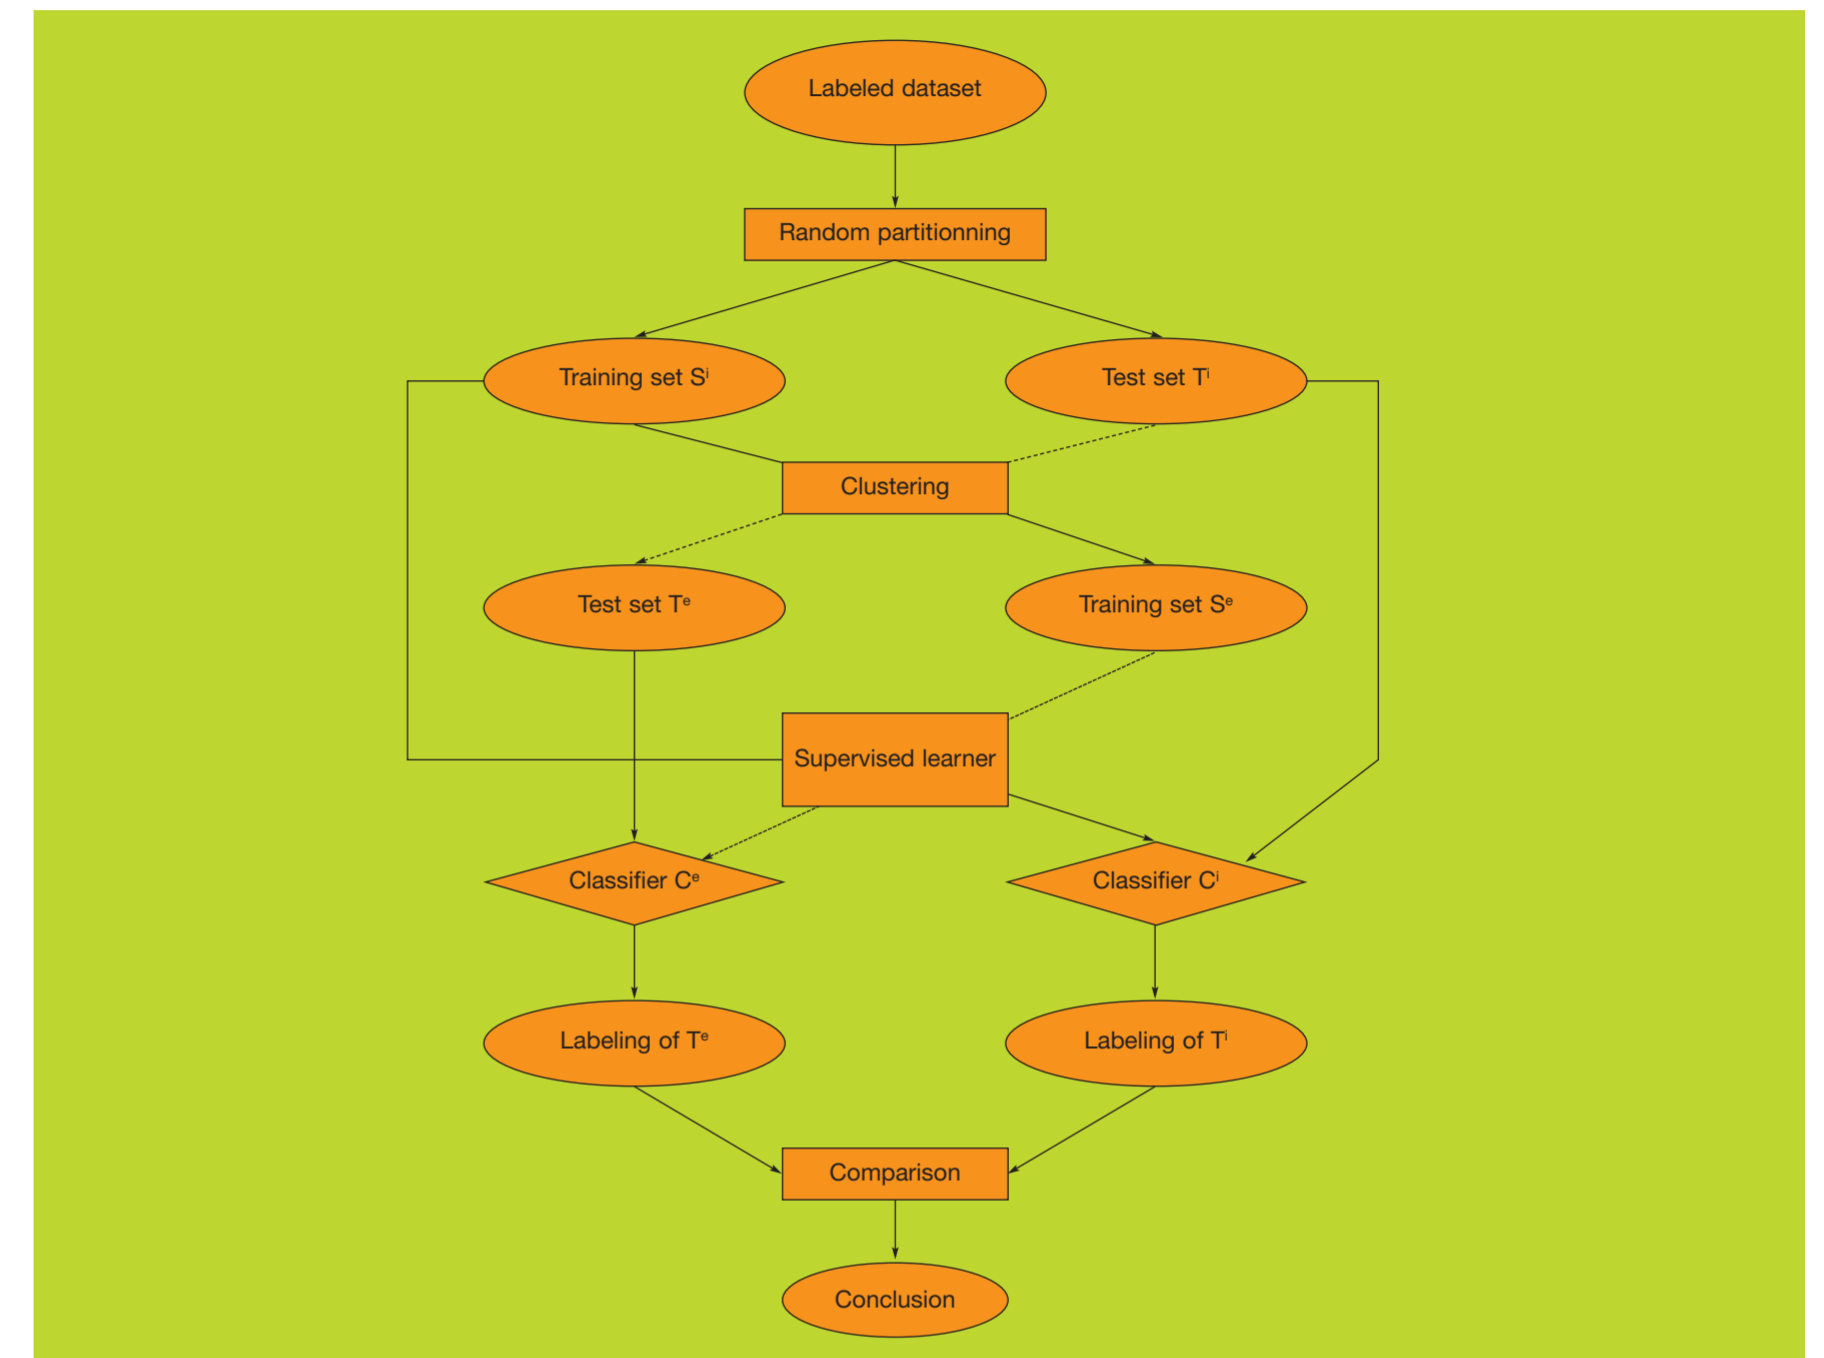 Labeled dataset
Random partitionning
Training set Sⁱ
Test set Tⁱ
Clustering
Test set Tᵉ
Training set Sᵉ
Supervised learner
Classifier Cᵉ
Classifier Cⁱ
Labeling of Tᵉ
Labeling of Tⁱ
Comparison
Conclusion